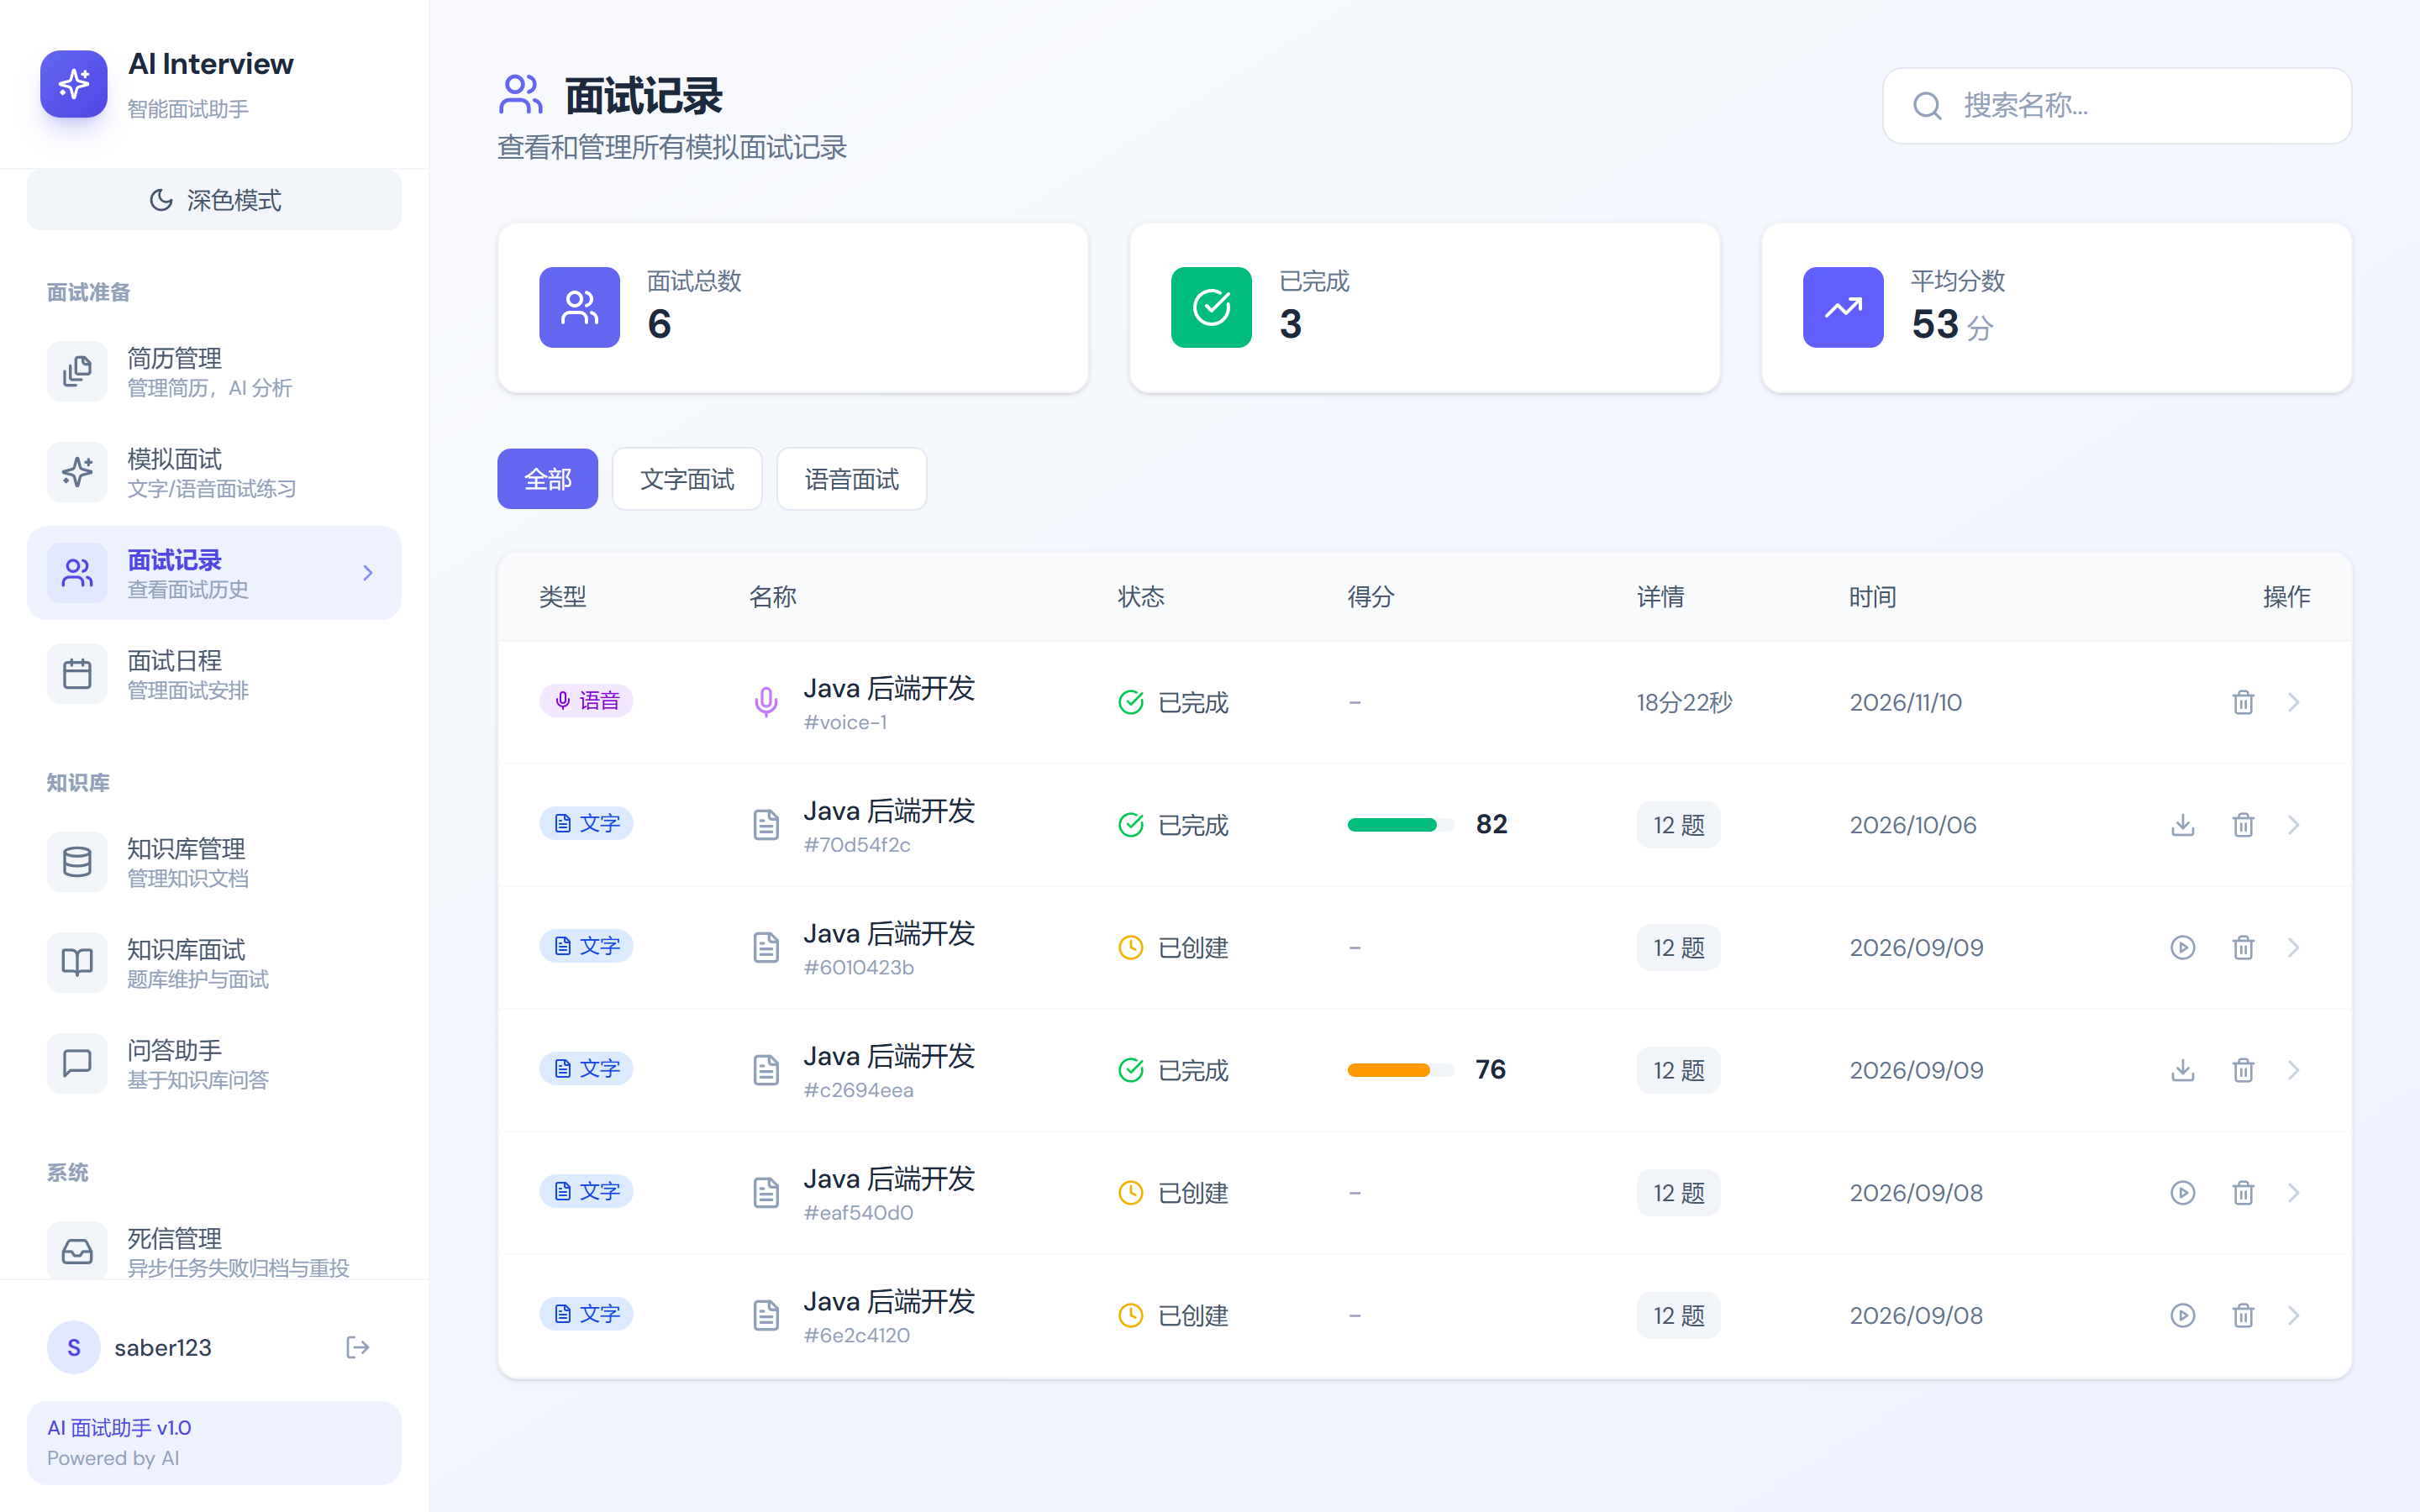 AI Interview
智能面试助手
深色模式
面试准备
简历管理
管理简历，AI 分析
模拟面试
文字/语音面试练习
面试记录
查看面试历史
面试日程
管理面试安排
知识库
知识库管理
管理知识文档
知识库面试
题库维护与面试
问答助手
基于知识库问答
系统
死信管理
异步任务失败归档与重投
S saber123
AI 面试助手 v1.0
Powered by AI
面试记录
查看和管理所有模拟面试记录
搜索名称...
面试总数
6
已完成
3
平均分数
53 分
全部 文字面试 语音面试
类型 名称 状态 得分 详情 时间 操作
语音 Java 后端开发 已完成 - 18分22秒 2026/11/10
#voice-1
文字 Java 后端开发 已完成 82 12 题 2026/10/06
#70d54f2c
文字 Java 后端开发 已创建 - 12 题 2026/09/09
#6010423b
文字 Java 后端开发 已完成 76 12 题 2026/09/09
#c2694eea
文字 Java 后端开发 已创建 - 12 题 2026/09/08
#eaf540d0
文字 Java 后端开发 已创建 - 12 题 2026/09/08
#6e2c4120